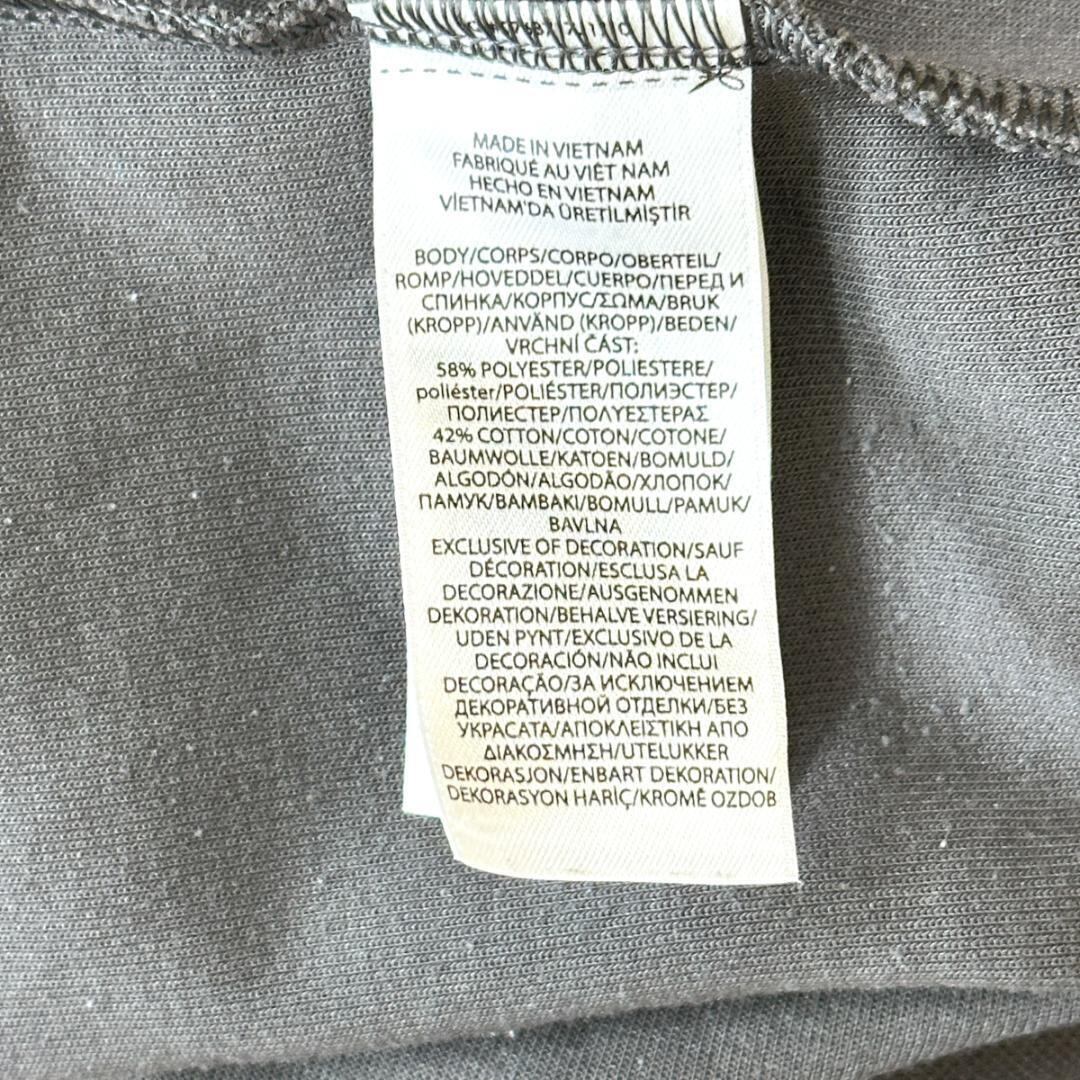 MADE IN VIETNAM
FABRIQUÉ AU VIÊT NAM
HECHO EN VIETNAM
VİETNAM'DA ÜRETİLMİŞTİR
BODY/CORPS/CORPO/OBERTEIL/
ROMP/HOVEDDEL/CUERPO/ПЕРЕД И
СПИНКА/КОРПУС/ΣΩΜΑ/BRUK
(KROPP)/ANVÄND (KROPP)/BEDEN/
VRCHNÍ ČÁST:
58% POLYESTER/POLIESTERE/
poliéster/POLIÉSTER/ПОЛИЭСТЕР/
ПОЛИЕСТЕР/ΠΟΛΥΕΣΤΕΡΑΣ
42% COTTON/COTON/COTONE/
BAUMWOLLE/KATOEN/BOMULD/
ALGODÓN/ALGODÃO/ХЛОПОК/
ПАМУК/ΒΑΜΒΑΚΙ/BOMULL/PAMUK/
BAVLNA
EXCLUSIVE OF DECORATION/SAUF
DÉCORATION/ESCLUSA LA
DECORAZIONE/AUSGENOMMEN
DEKORATION/BEHALVE VERSIERING/
UDEN PYNT/EXCLUSIVO DE LA
DECORACIÓN/NÃO INCLUI
DECORAÇÃO/ЗА ИСКЛЮЧЕНИЕМ
ДЕКОРАТИВНОЙ ОТДЕЛКИ/БЕЗ
УКРАСАТА/ΑΠΟΚΛΕΙΣΤΙΚΗ ΑΠΟ
ΔΙΑΚΟΣΜΗΣΗ/UTELUKKER
DEKORASJON/ENBART DEKORATION/
DEKORASYON HARİÇ/KROMĚ OZDOB